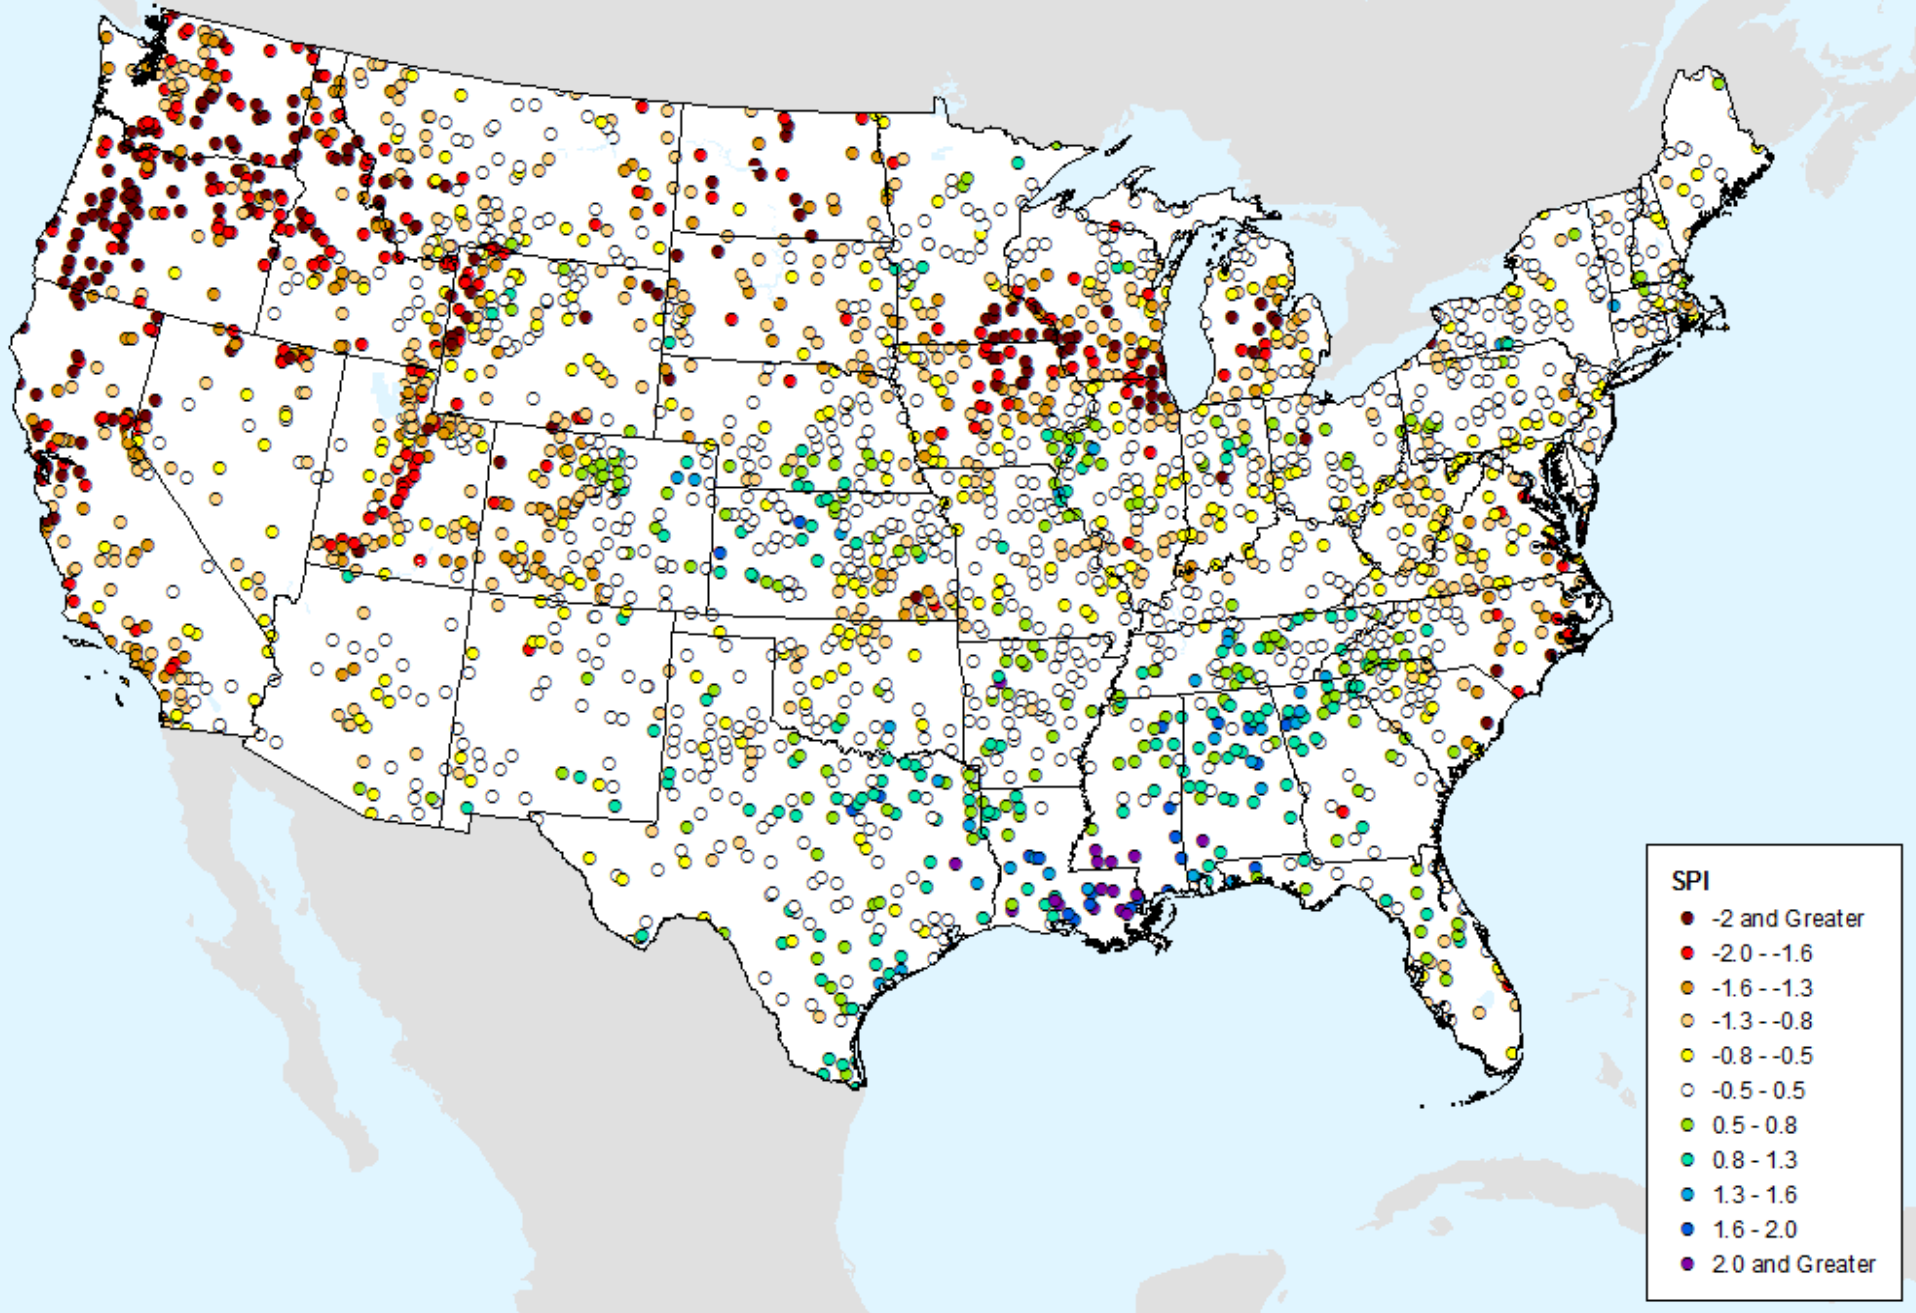 SPI
-2 and Greater
-2.0 - -1.6
-1.6 - -1.3
-1.3 - -0.8
-0.8 - -0.5
-0.5 - 0.5
0.5 - 0.8
0.8 - 1.3
1.3 - 1.6
1.6 - 2.0
2.0 and Greater